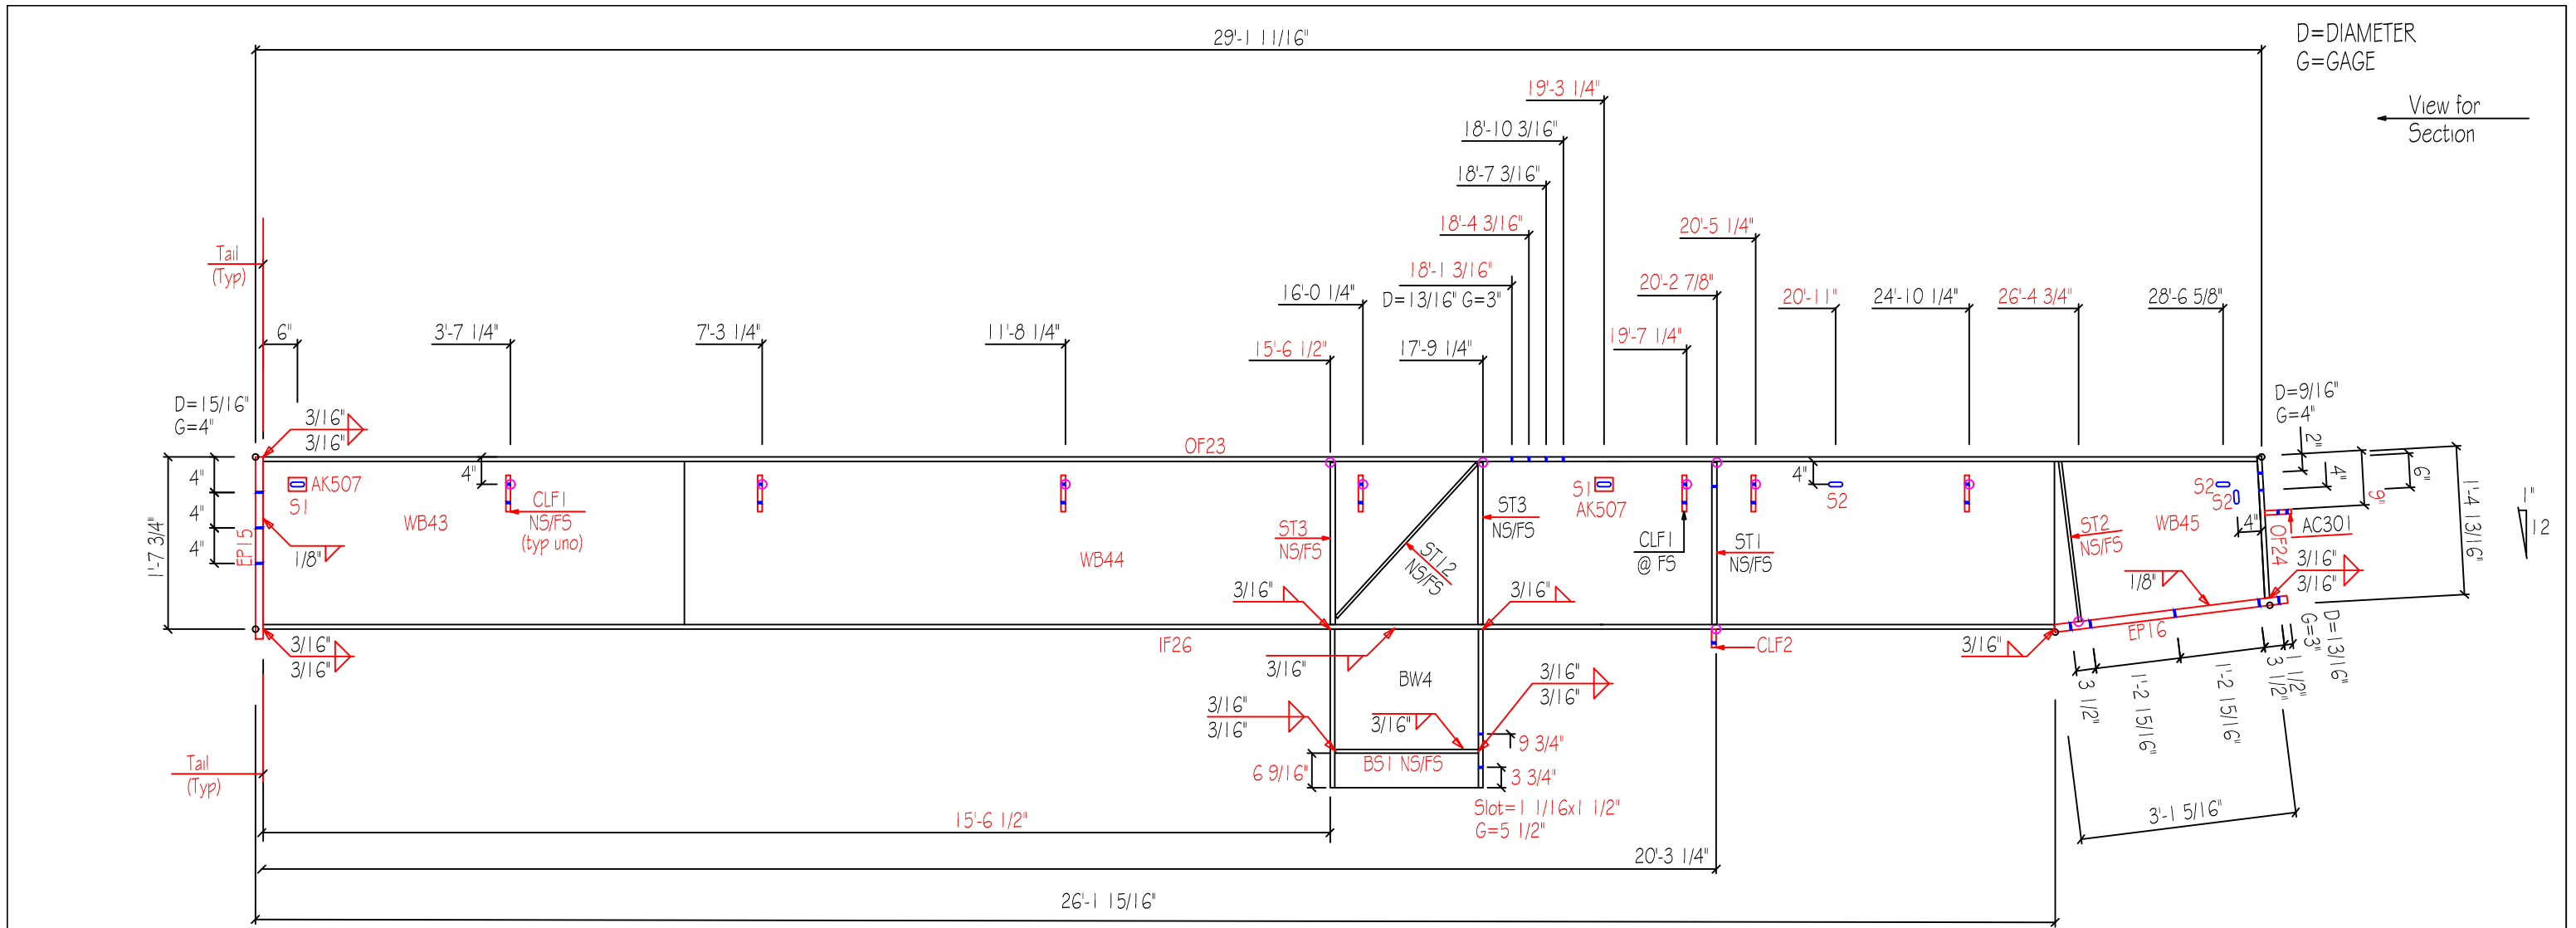 29'-1 11/16"
D=DIAMETER
G=GAGE
View for
Section
19'-3 1/4"
18'-10 3/16"
18'-7 3/16"
18'-4 3/16"
20'-5 1/4"
Tail
(Typ)
18'-1 3/16"
D=13/16" G=3"
20'-2 7/8"
16'-0 1/4"
20'-11"
24'-10 1/4"
26'-4 3/4"
28'-6 5/8"
6"
3'-7 1/4"
7'-3 1/4"
11'-8 1/4"
15'-6 1/2"
17'-9 1/4"
19'-7 1/4"
D=15/16"
G=4"
3/16"
3/16"
D=9/16"
G=4"
2"
4"
9"
6"
1'-4 13/16"
1"
12
OF23
4"
4"
4"
1'-7 3/4"
EP15
AK507
S1
WB43
4"
CLF1
NS/FS
(typ uno)
1/8"
WB44
ST3
NS/FS
ST12
NS/FS
ST3
NS/FS
S1
AK507
CLF1
@ FS
ST1
NS/FS
4"
S2
ST2
NS/FS
WB45
S2
S2
4"
AC301
OF24
3/16"
3/16"
1/8"
3/16"
3/16"
3/16"
3/16"
IF26
3/16"
BW4
CLF2
3/16"
EP16
D=13/16"
G=3"
1 1/2"
3 1/2"
1'-2 15/16"
1'-2 15/16"
3 1/2"
3/16"
3/16"
3/16"
3/16"
3/16"
9 3/4"
BS1 NS/FS
6 9/16"
3 3/4"
Slot=1 1/16x1 1/2"
G=5 1/2"
Tail
(Typ)
3'-1 5/16"
15'-6 1/2"
20'-3 1/4"
26'-1 15/16"